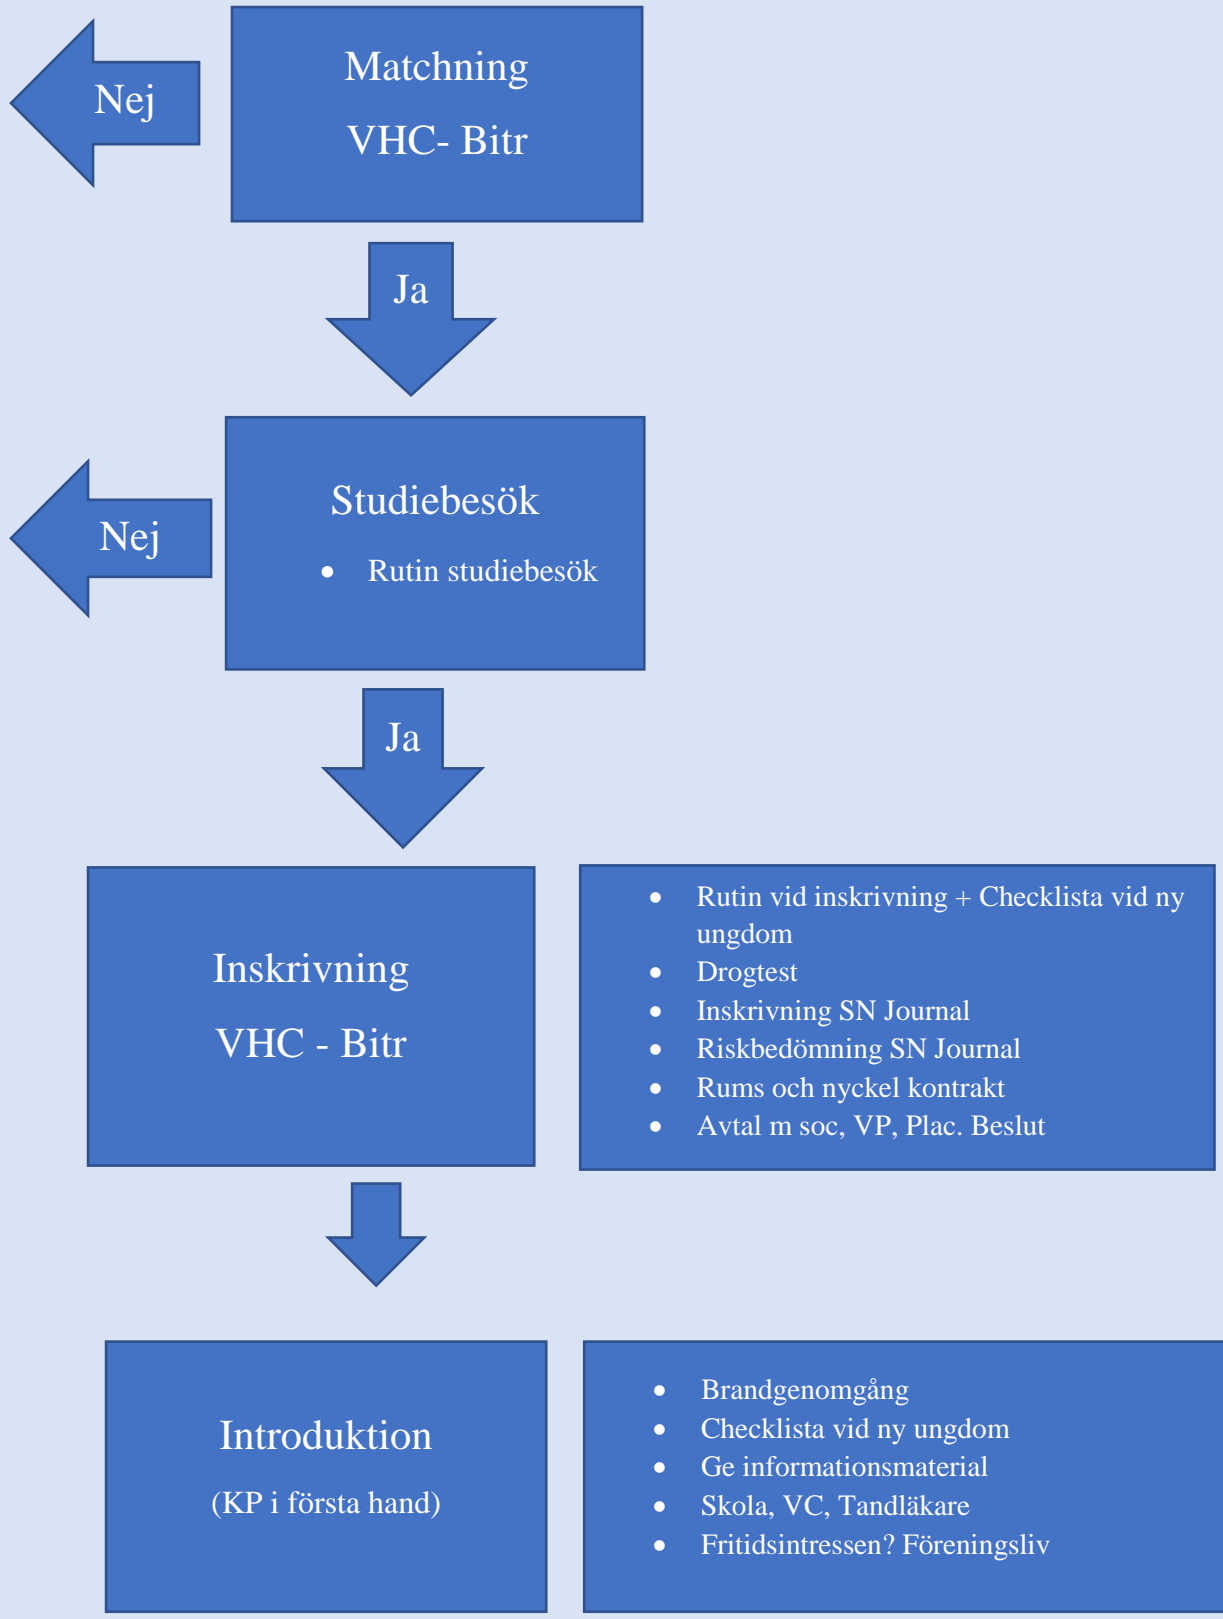 Nej
Matchning
VHC- Bitr
Ja
Nej
Studiebesök
• Rutin studiebesök
Ja
Inskrivning
VHC - Bitr
• Rutin vid inskrivning + Checklista vid ny
ungdom
• Drogtest
• Inskrivning SN Journal
• Riskbedömning SN Journal
• Rums och nyckel kontrakt
• Avtal m soc, VP, Plac. Beslut
Introduktion
(KP i första hand)
• Brandgenomgång
• Checklista vid ny ungdom
• Ge informationsmaterial
• Skola, VC, Tandläkare
• Fritidsintressen? Föreningsliv